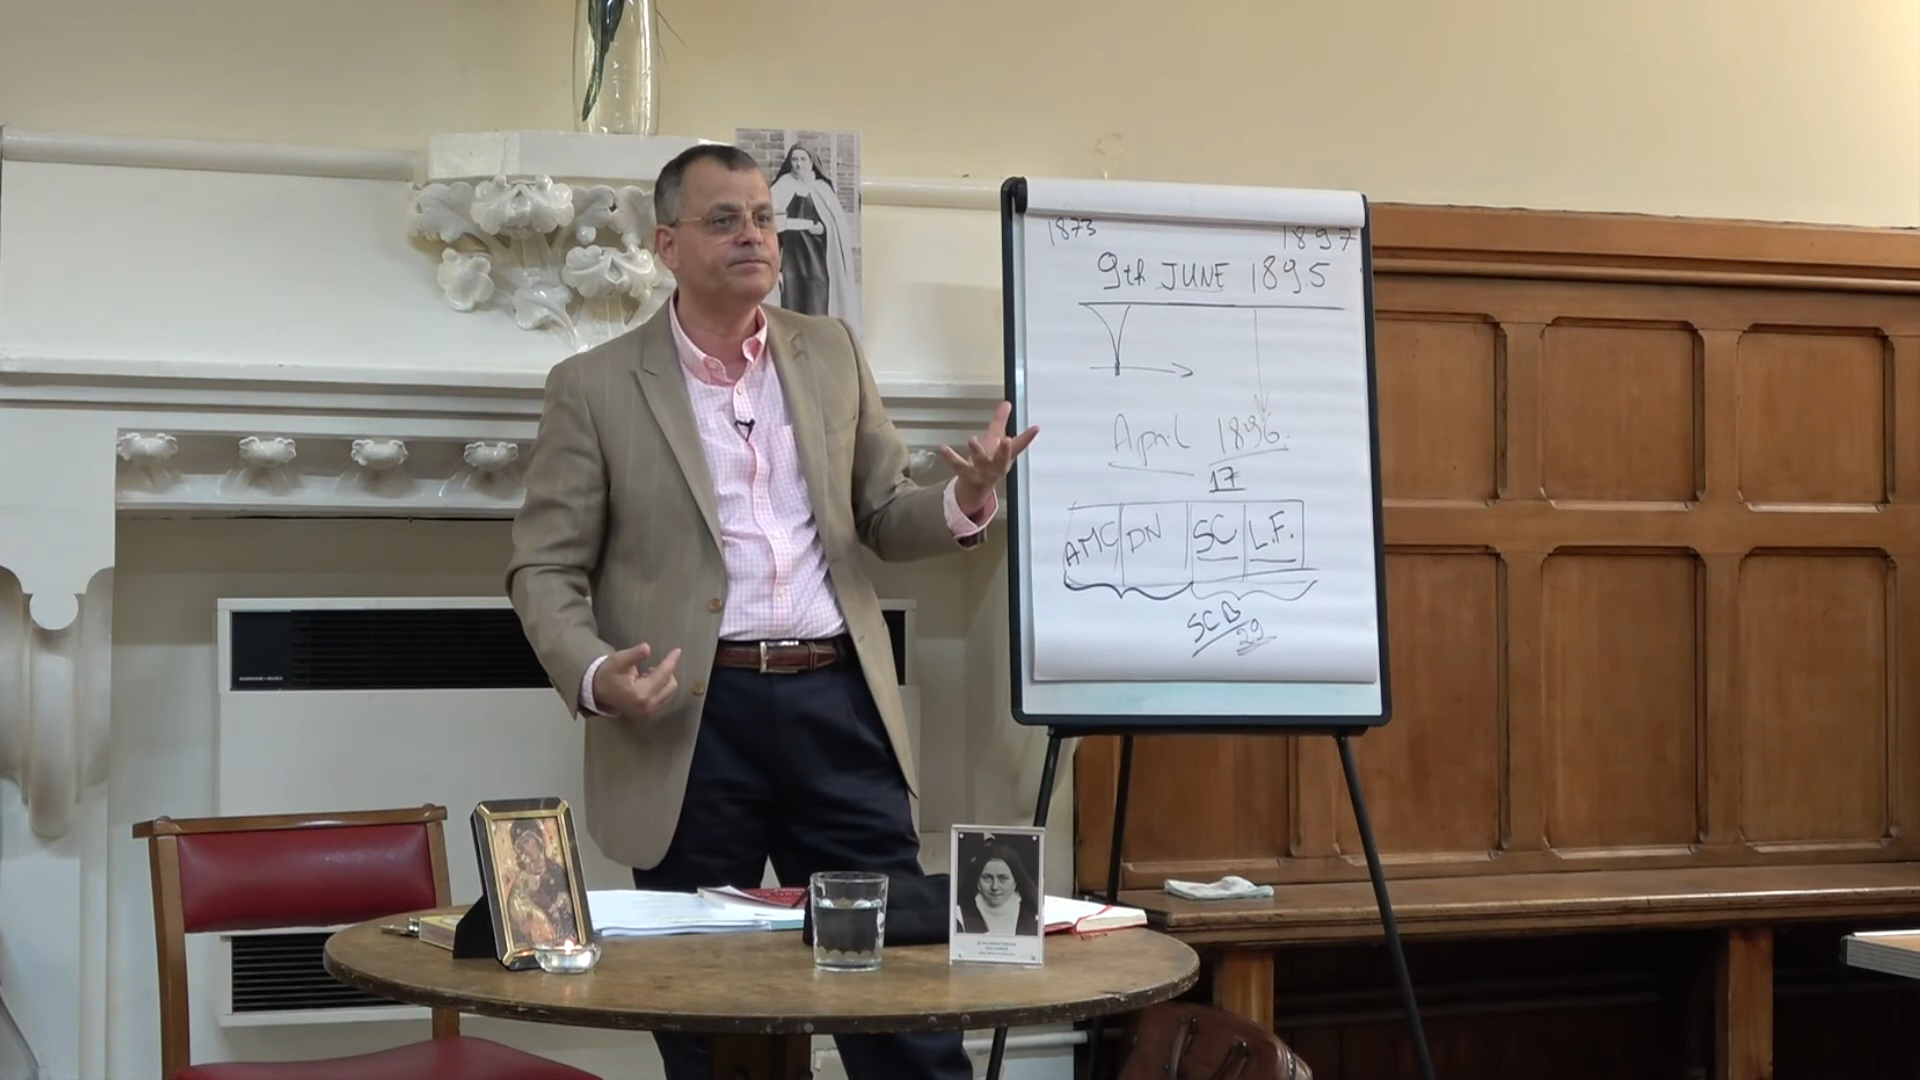 1873 1897
9th JUNE 1895
April 1896.
17
AMC DN SC L.F.
SCB
29